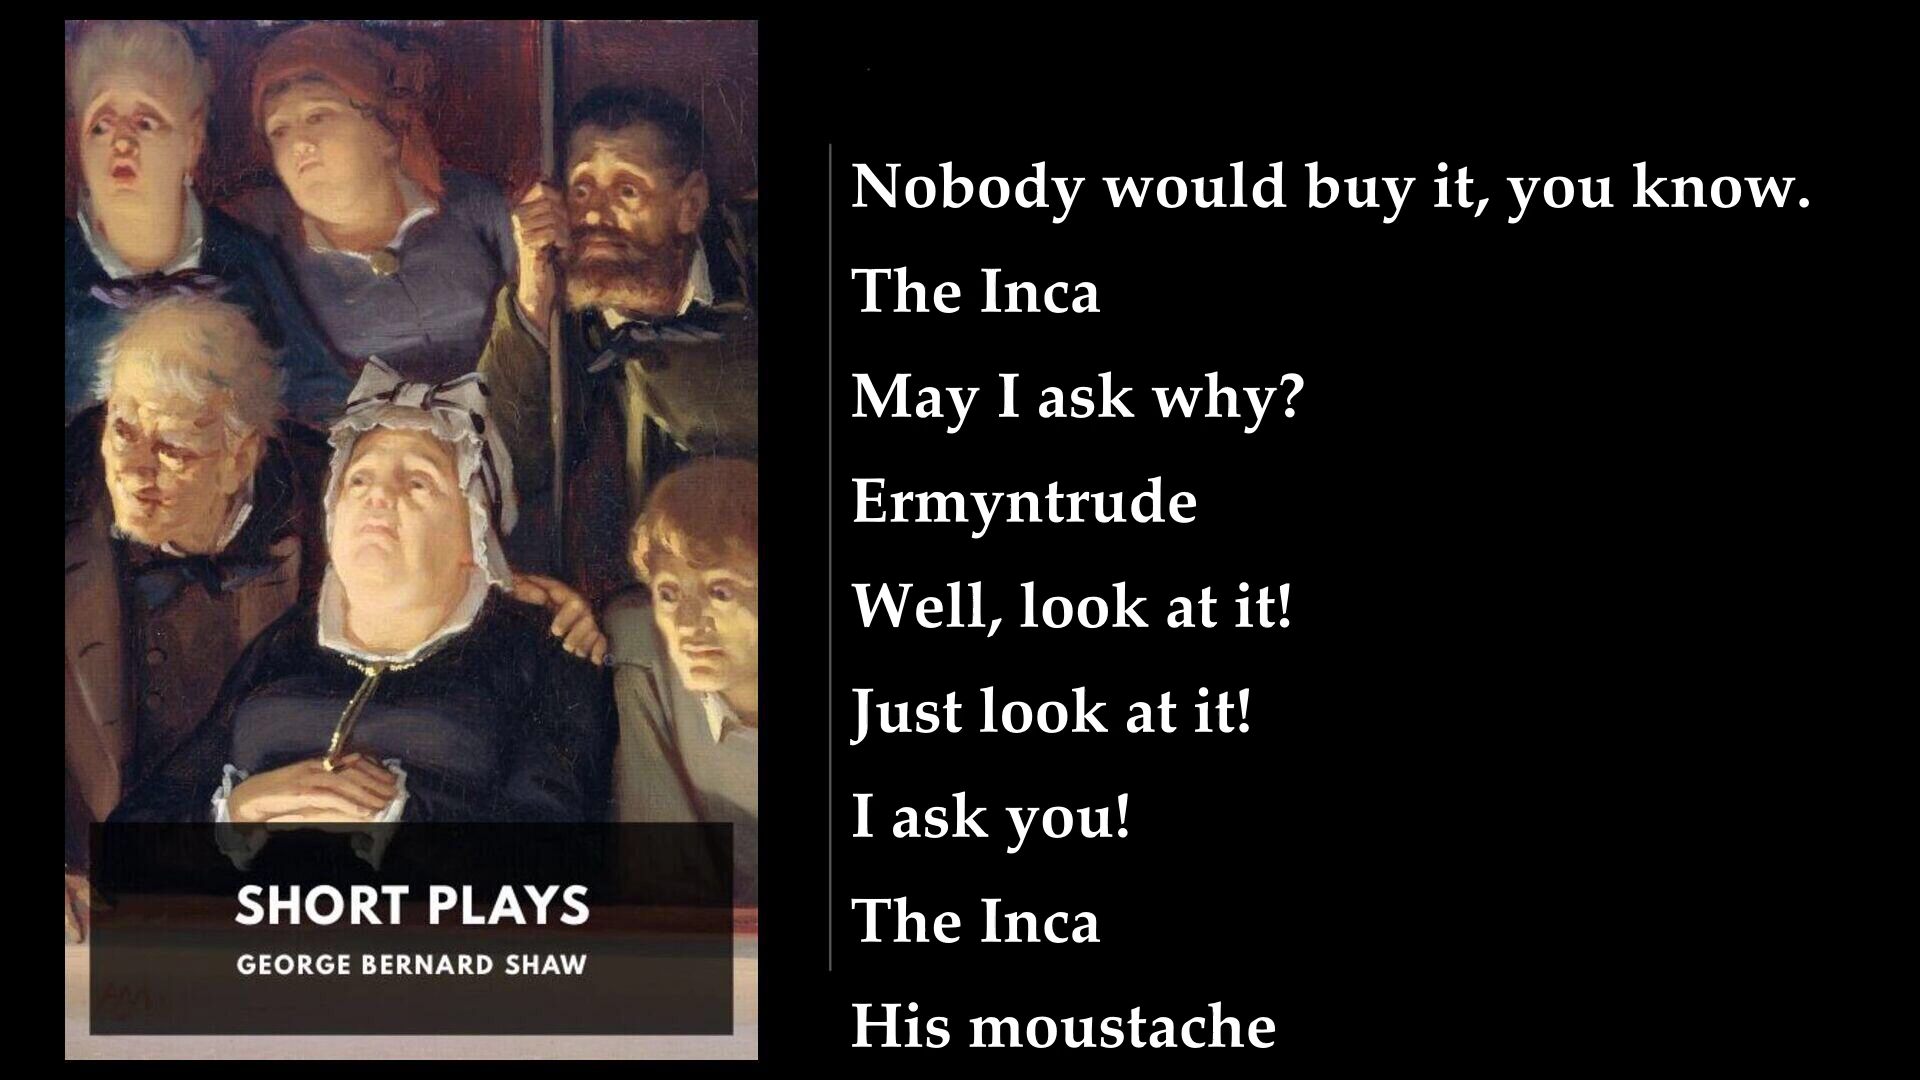 SHORT PLAYS
GEORGE BERNARD SHAW
Nobody would buy it, you know.
The Inca
May I ask why?
Ermyntrude
Well, look at it!
Just look at it!
I ask you!
The Inca
His moustache